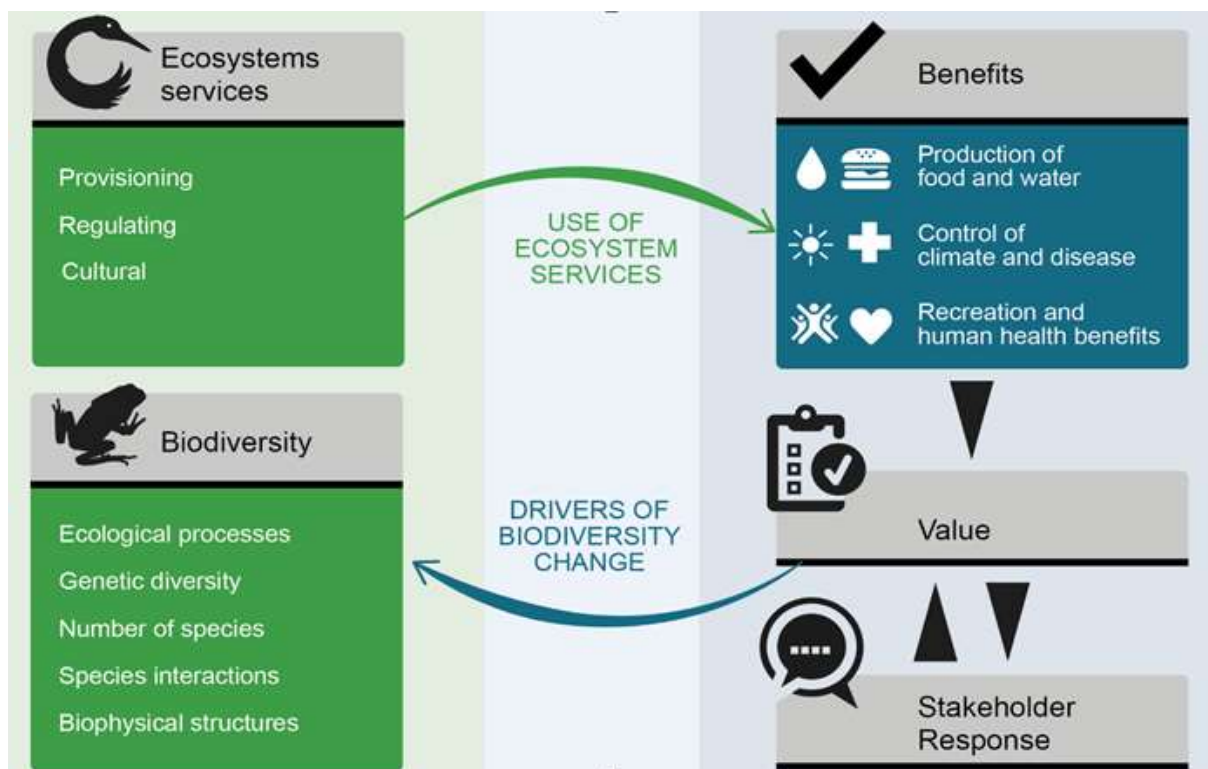 Ecosystems
services
Provisioning
Regulating
Cultural
USE OF
ECOSYSTEM
SERVICES
Benefits
Production of
food and water
Control of
climate and disease
Recreation and
human health benefits
Biodiversity
Ecological processes
Genetic diversity
Number of species
Species interactions
Biophysical structures
DRIVERS OF
BIODIVERSITY
CHANGE
Value
Stakeholder
Response